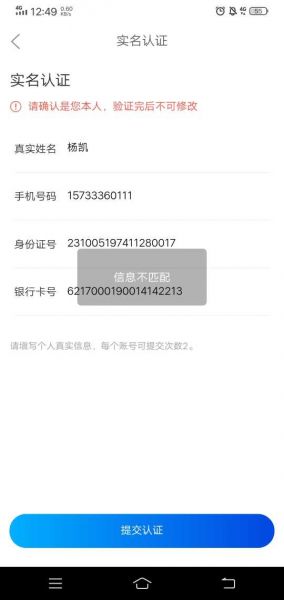 12:49 0.60 KB/s 4G 55
实名认证
实名认证
请确认是您本人，验证完后不可修改
真实姓名 杨凯
手机号码 15733360111
身份证号 231005197411280017
信息不匹配
银行卡号 6217000190014142213
请填写个人真实信息，每个账号可提交次数2。
提交认证